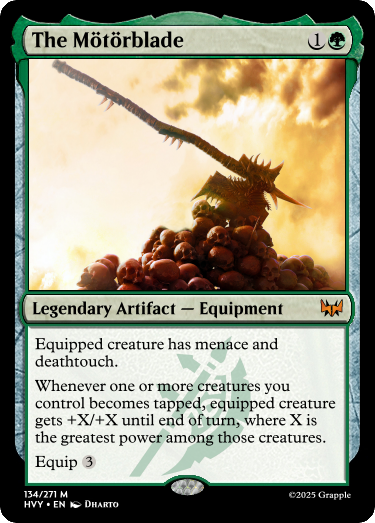 The Mötörblade 1
Legendary Artifact — Equipment
Equipped creature has menace and
deathtouch.
Whenever one or more creatures you
control becomes tapped, equipped creature
gets +X/+X until end of turn, where X is
the greatest power among those creatures.
Equip 3
134/271 M
HVY • EN Dharto
©2025 Grapple